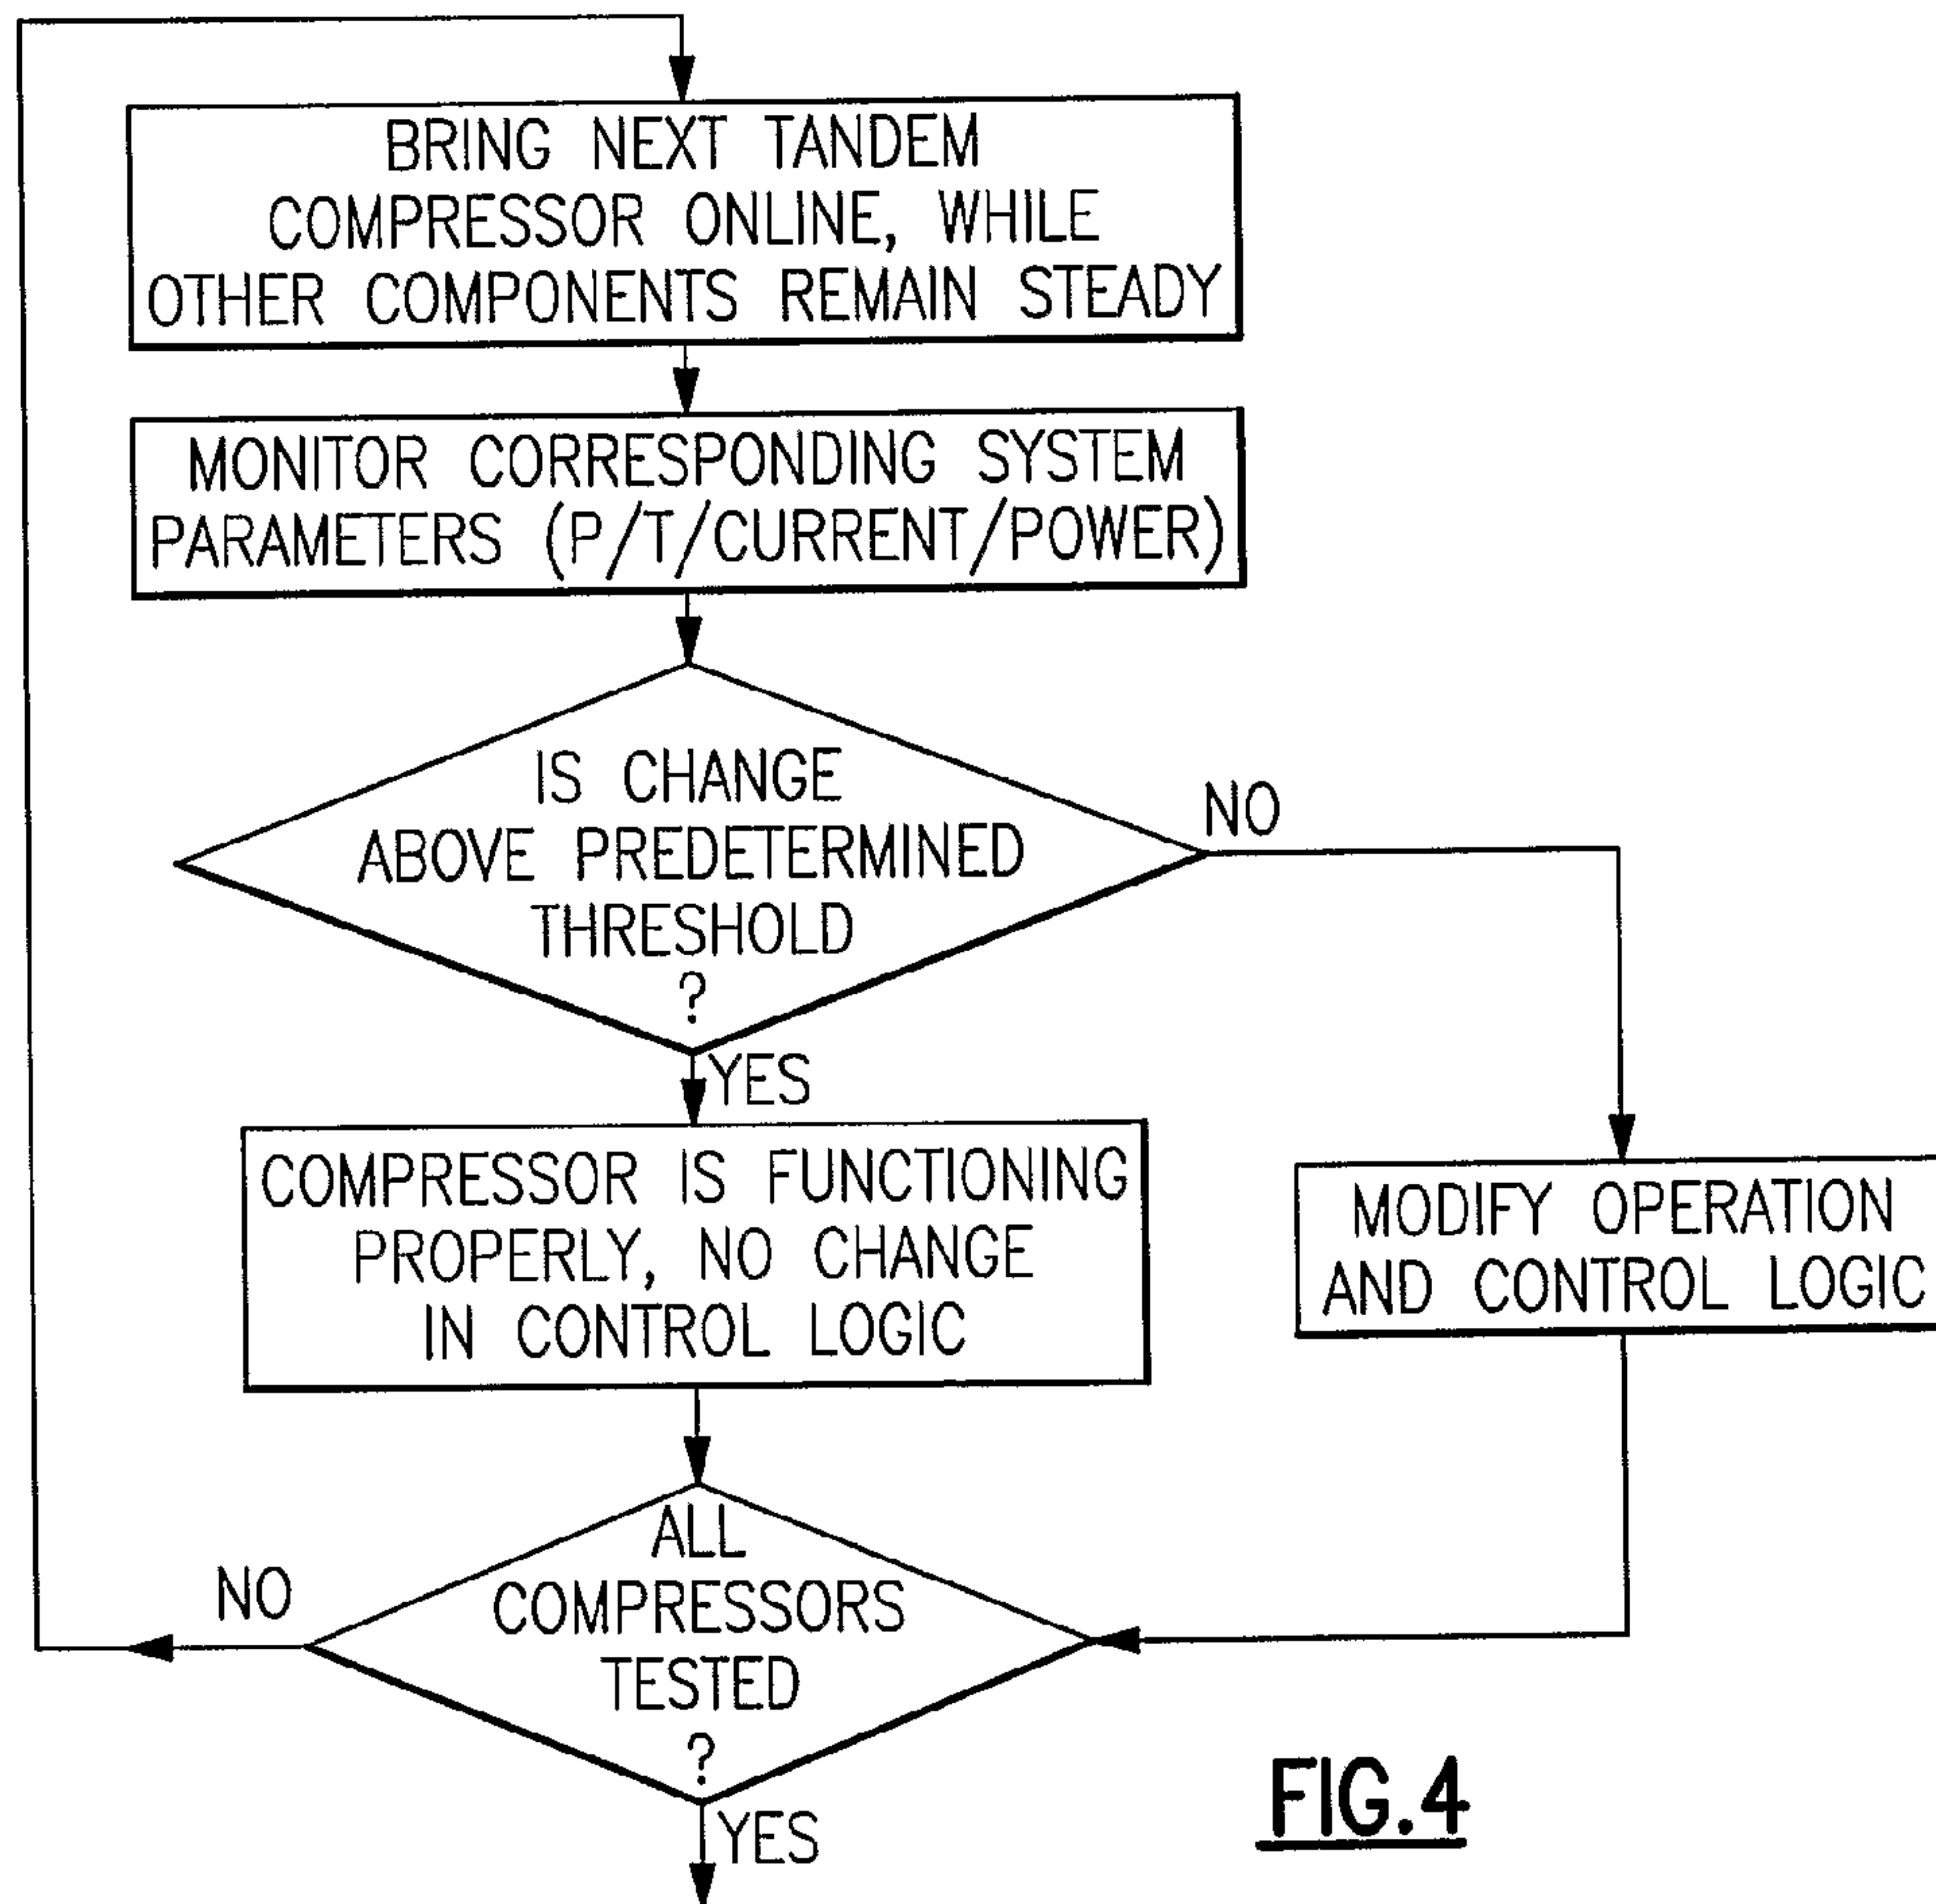 BRING NEXT TANDEM
COMPRESSOR ONLINE, WHILE
OTHER COMPONENTS REMAIN STEADY
MONITOR CORRESPONDING SYSTEM
PARAMETERS (P/T/CURRENT/POWER)
IS CHANGE
ABOVE PREDETERMINED
THRESHOLD
?
NO
YES
COMPRESSOR IS FUNCTIONING
PROPERLY, NO CHANGE
IN CONTROL LOGIC
MODIFY OPERATION
AND CONTROL LOGIC
ALL
COMPRESSORS
TESTED
?
NO
YES
FIG.4